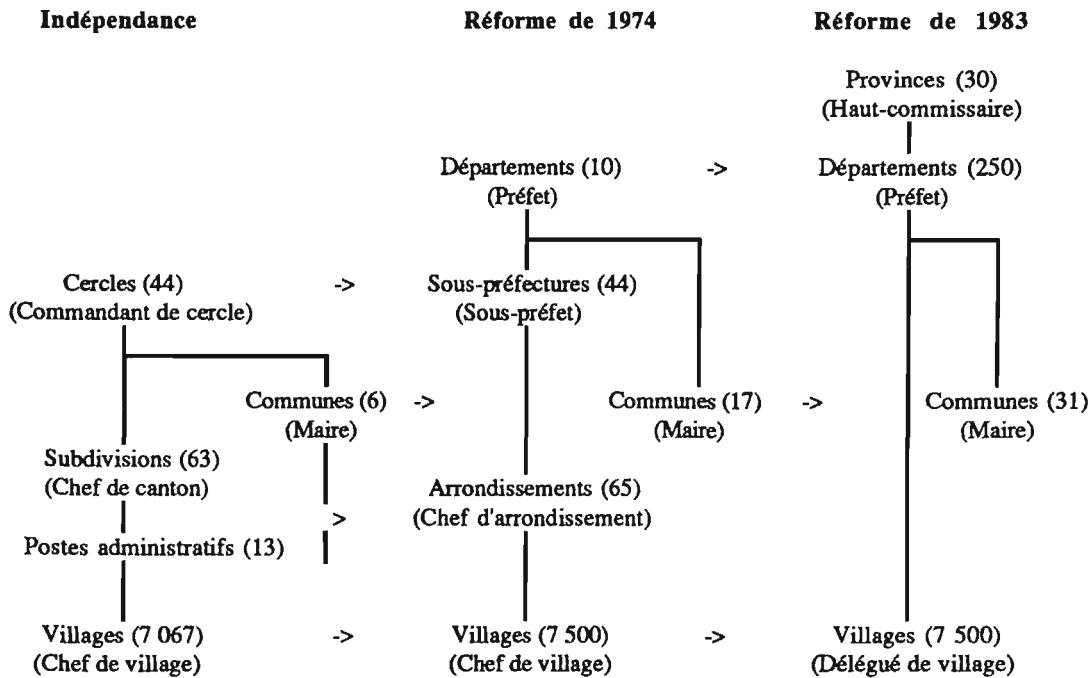 Indépendance Réforme de 1974 Réforme de 1983
Provinces (30)
(Haut-commissaire)
Départements (10) -> Départements (250)
(Préfet) (Préfet)
Cercles (44) -> Sous-préfectures (44)
(Commandant de cercle) (Sous-préfet)
Communes (6) -> Communes (17) -> Communes (31)
(Maire) (Maire) (Maire)
Subdivisions (63)
(Chef de canton)
Arrondissements (65)
> (Chef d'arrondissement)
Postes administratifs (13)
Villages (7 067) -> Villages (7 500) -> Villages (7 500)
(Chef de village) (Chef de village) (Délégué de village)